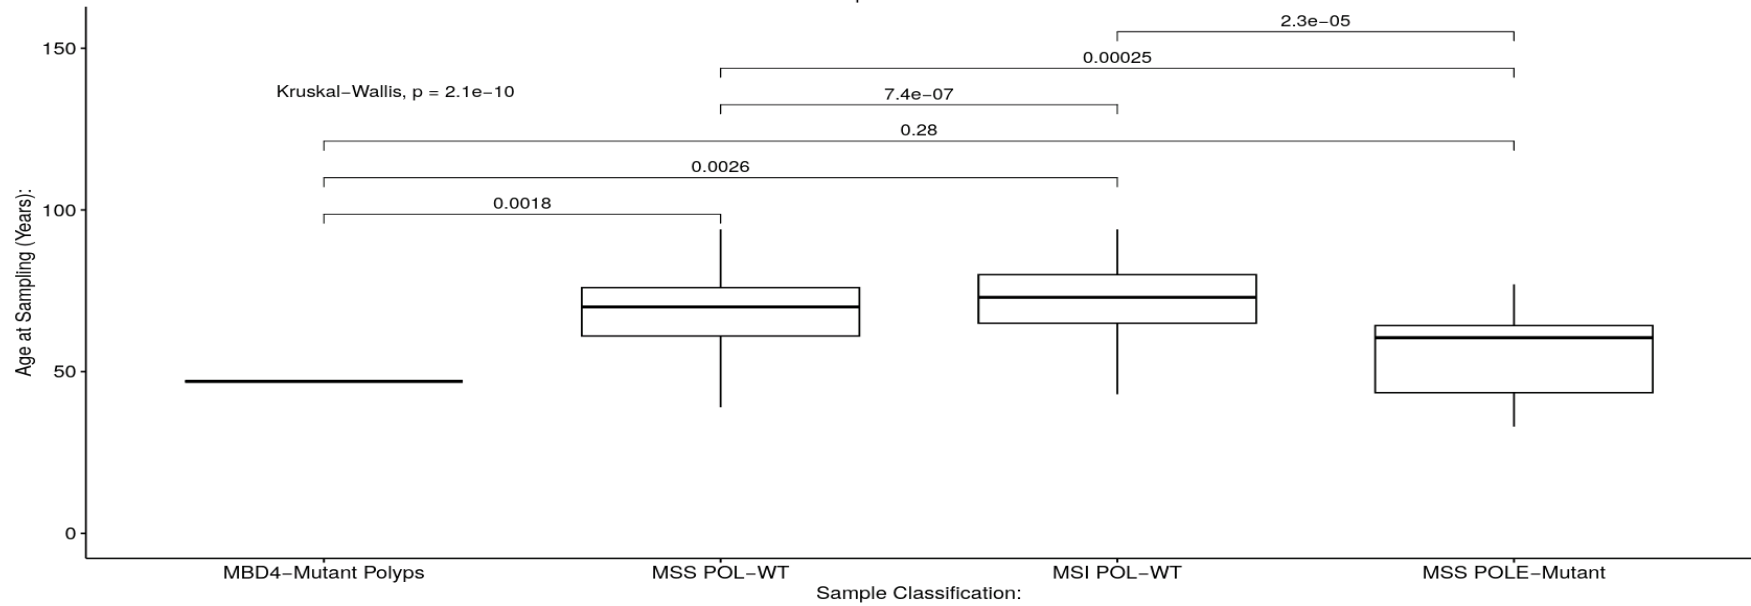 2.3e−05
150
0.00025
Kruskal−Wallis, p = 2.1e−10
7.4e−07
0.28
0.0026
100
0.0018
Age at Sampling (Years):
50
0
MBD4−Mutant Polyps
MSS POL−WT
MSI POL−WT
MSS POLE−Mutant
Sample Classification: